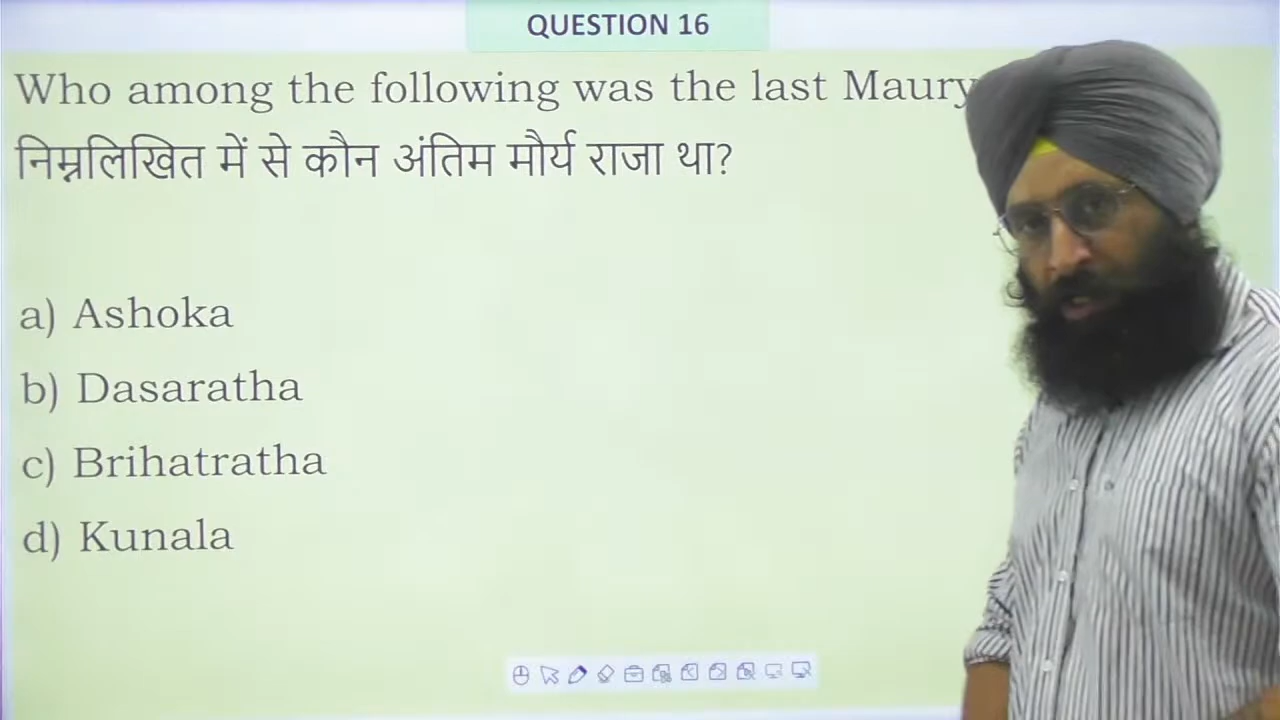 QUESTION 16
Who among the following was the last Maury
निम्नलिखित में से कौन अंतिम मौर्य राजा था?
a) Ashoka
b) Dasaratha
c) Brihatratha
d) Kunala